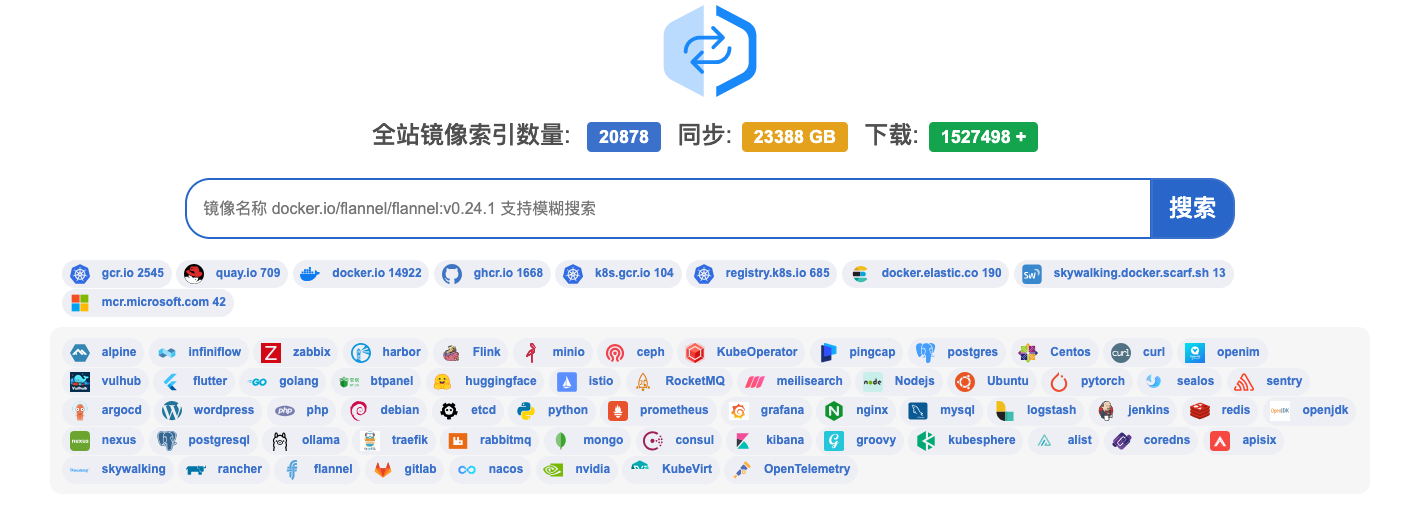 全站镜像索引数量: 20878 同步: 23388 GB 下载: 1527498 +
镜像名称 docker.io/flannel/flannel:v0.24.1 支持模糊搜索 搜索
gcr.io 2545 quay.io 709 docker.io 14922 ghcr.io 1668 k8s.gcr.io 104 registry.k8s.io 685 docker.elastic.co 190 skywalking.docker.scarf.sh 13
mcr.microsoft.com 42
alpine infiniflow zabbix harbor Flink minio ceph KubeOperator pingcap postgres Centos curl openim
vulhub flutter golang btpanel huggingface istio RocketMQ meilisearch Nodejs Ubuntu pytorch sealos sentry
argocd wordpress php debian etcd python prometheus grafana nginx mysql logstash jenkins redis openjdk
nexus postgresql ollama traefik rabbitmq mongo consul kibana groovy kubesphere alist coredns apisix
skywalking rancher flannel gitlab nacos nvidia KubeVirt OpenTelemetry